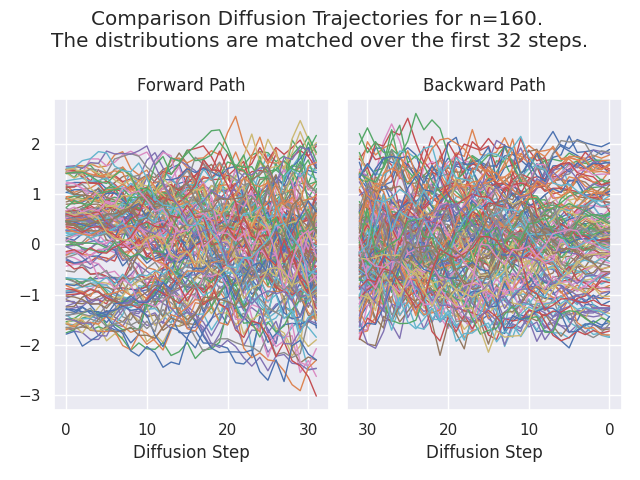 Comparison Diffusion Trajectories for n=160.
The distributions are matched over the first 32 steps.
Forward Path
Backward Path
2
1
0
−1
−2
−3
0 10 20 30
30 20 10 0
Diffusion Step
Diffusion Step